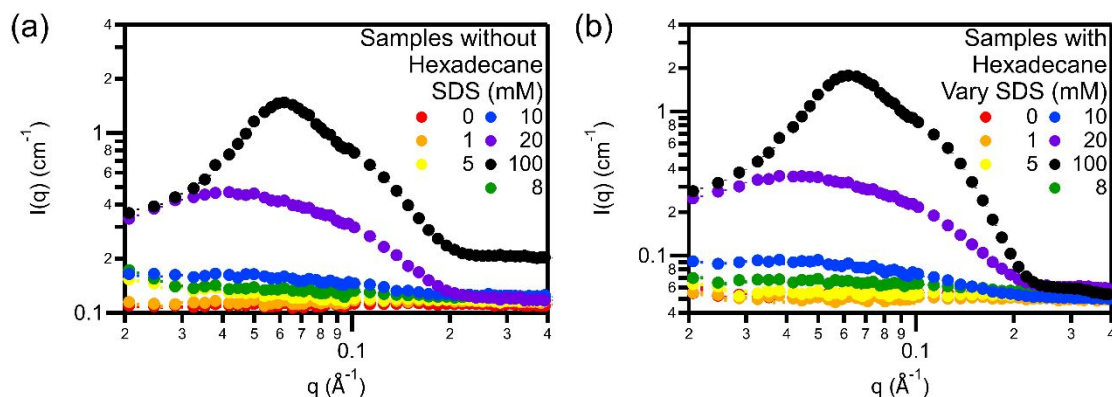 (a)
Samples without
Hexadecane
SDS (mM)
0 10
1 20
5 100
8
I(q) (cm⁻¹)
4
2
1
8
6
4
2
0.1
2 3 4 5 6 7 8 9 0.1 2 3 4
q (Å⁻¹)
(b)
Samples with
Hexadecane
Vary SDS (mM)
0 10
1 20
5 100
8
I(q) (cm⁻¹)
4
2
1
8
6
4
2
0.1
8
6
4
2 3 4 5 6 7 8 9 0.1 2 3 4
q (Å⁻¹)